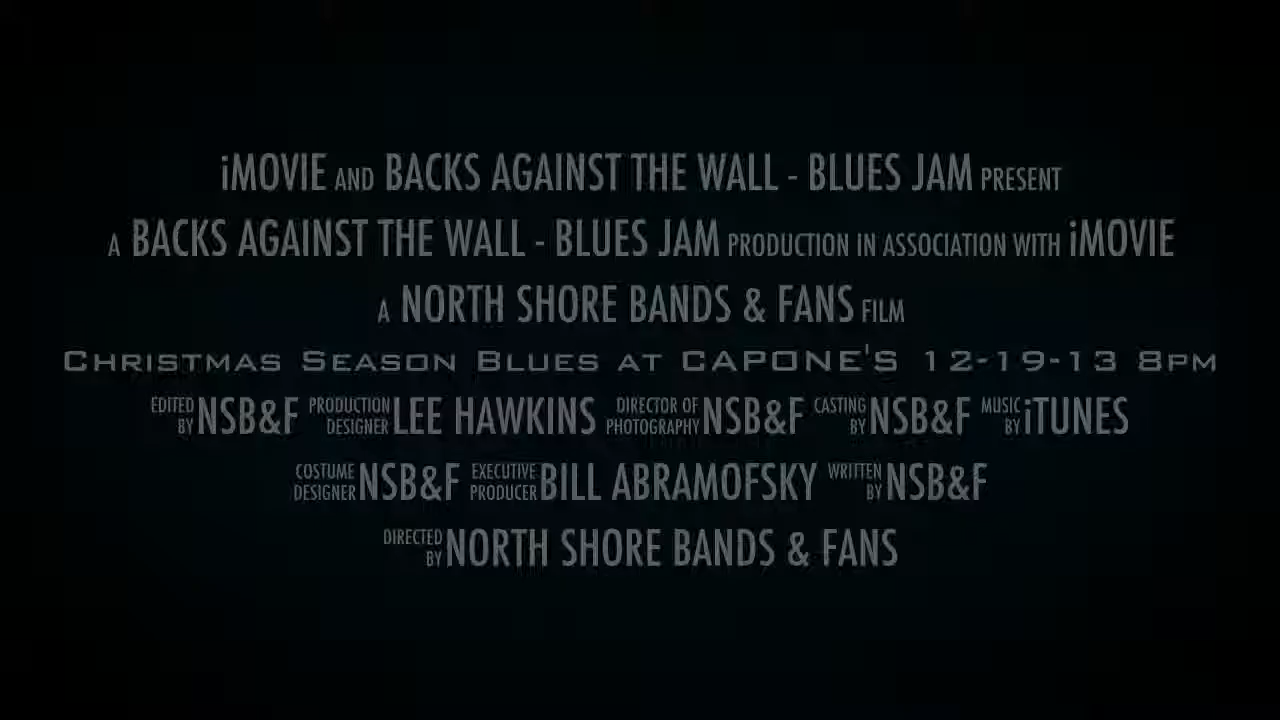 iMOVIE AND BACKS AGAINST THE WALL - BLUES JAM PRESENT
A BACKS AGAINST THE WALL - BLUES JAM PRODUCTION IN ASSOCIATION WITH iMOVIE
A NORTH SHORE BANDS & FANS FILM
CHRISTMAS SEASON BLUES AT CAPONE'S 12-19-13 8PM
EDITED BY NSB&F PRODUCTION DESIGNER LEE HAWKINS DIRECTOR OF PHOTOGRAPHY NSB&F CASTING BY NSB&F MUSIC BY iTUNES
COSTUME DESIGNER NSB&F EXECUTIVE PRODUCER BILL ABRAMOFSKY WRITTEN BY NSB&F
DIRECTED BY NORTH SHORE BANDS & FANS